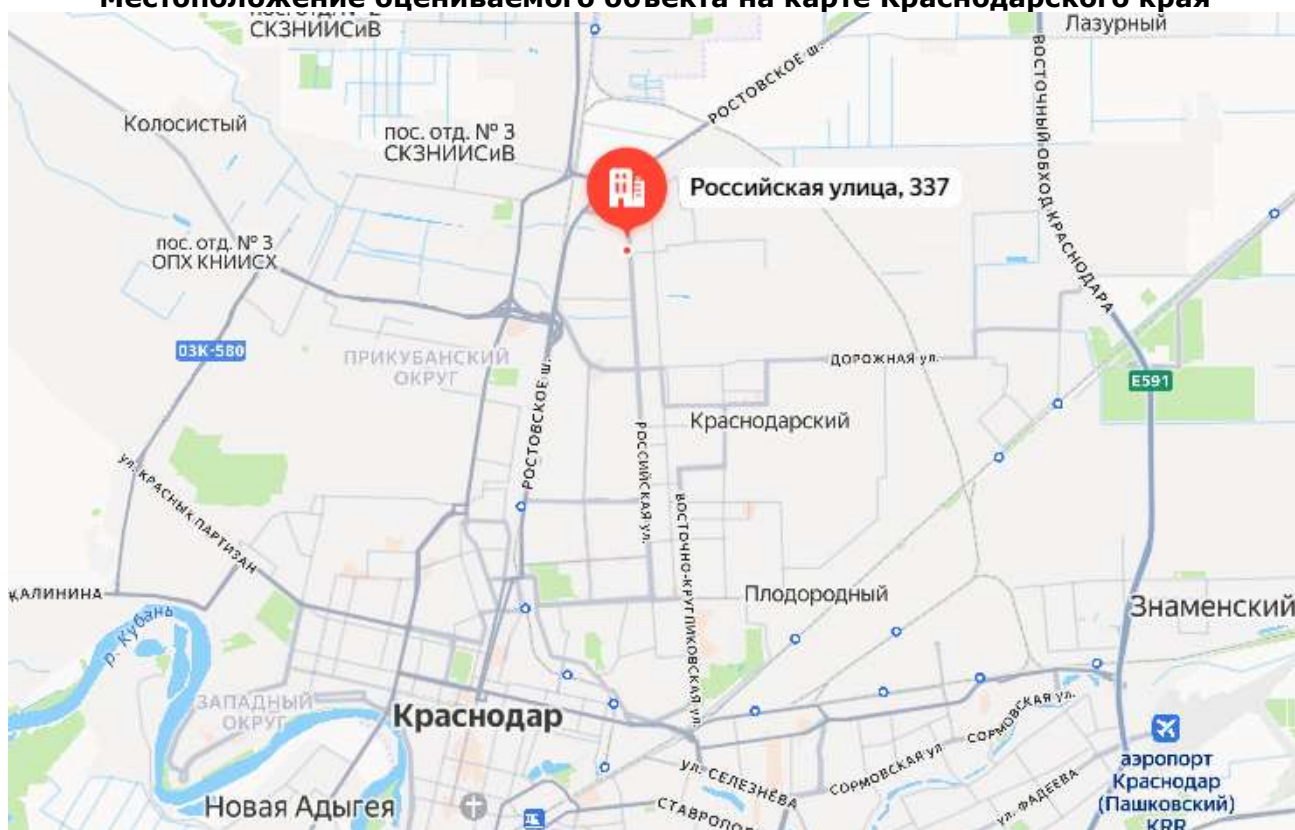 Местоположение оцениваемого объекта на карте Краснодарского края
СКЗНИИСиВ
Лазурный
РОСТОВСКОЕ Ш.
ВОСТОЧНЫЙ ОБХОД КРАСНОДАРА
Колосистый
пос. отд. № 3
СКЗНИИСиВ
Российская улица, 337
пос. отд. № 3
ОПХ КНИИСХ
03К-580
ПРИКУБАНСКИЙ
ОКРУГ
РОСТОВСКОЕ Ш.
ДОРОЖНАЯ ул.
E591
Краснодарский
РОССИЙСКАЯ ул.
ул. КРАСНЫХ ПАРТИЗАН
ВОСТОЧНО-КРУГЛИКОВСКАЯ ул.
КАЛИНИНА
Плодородный
Знаменский
р. Кубань
ЗАПАДНЫЙ
ОКРУГ
Краснодар
СОРМОВСКАЯ ул.
СОРМОВСКАЯ ул.
ул. СЕЛЕЗНЁВА
аэропорт
Краснодар
(Пашковский)
KRR
Новая Адыгея
СТАВРОПО
ул. ФАДЕЕВА